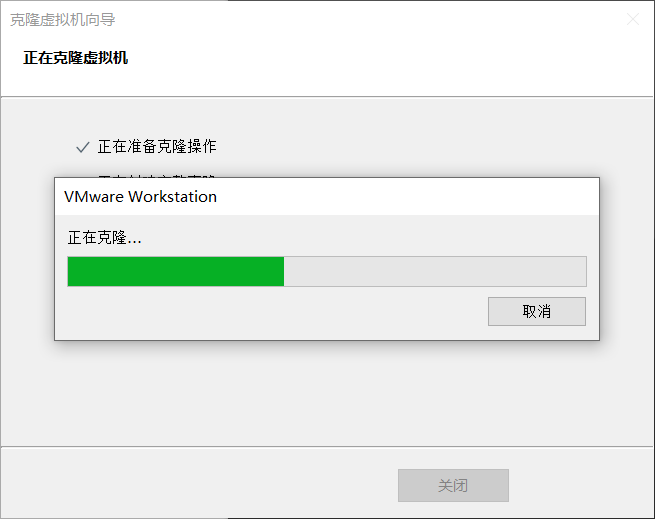 克隆虚拟机向导
正在克隆虚拟机
正在准备克隆操作
VMware Workstation
正在克隆...
取消
关闭